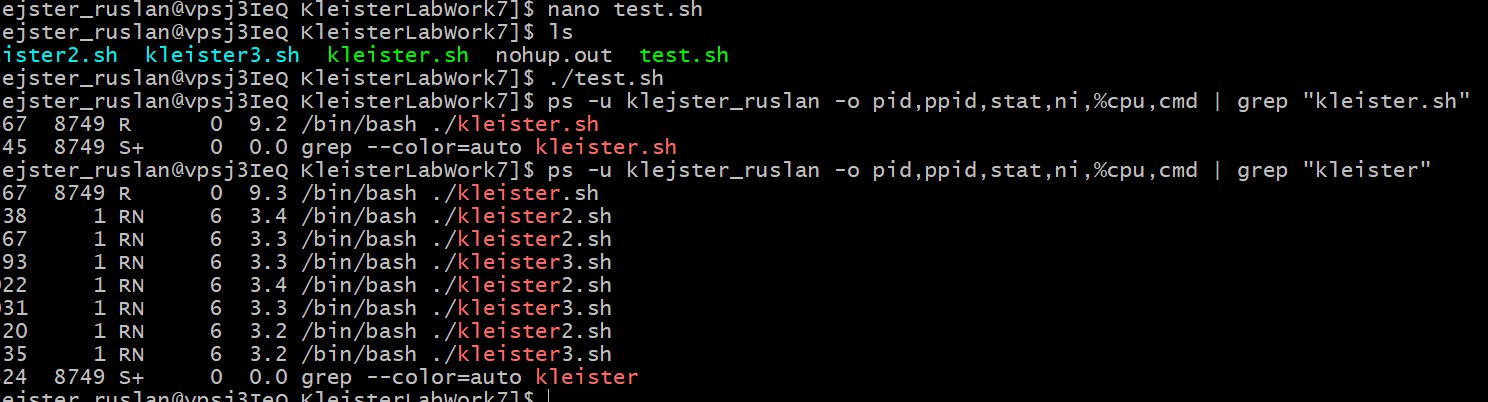 ejster_ruslan@vpsj3IeQ KleisterLabWork7]$ nano test.sh
ejster_ruslan@vpsj3IeQ KleisterLabWork7]$ ls
ister2.sh kleister3.sh kleister.sh nohup.out test.sh
ejster_ruslan@vpsj3IeQ KleisterLabWork7]$ ./test.sh
ejster_ruslan@vpsj3IeQ KleisterLabWork7]$ ps -u klejster_ruslan -o pid,ppid,stat,ni,%cpu,cmd | grep "kleister.sh"
67 8749 R 0 9.2 /bin/bash ./kleister.sh
45 8749 S+ 0 0.0 grep --color=auto kleister.sh
ejster_ruslan@vpsj3IeQ KleisterLabWork7]$ ps -u klejster_ruslan -o pid,ppid,stat,ni,%cpu,cmd | grep "kleister"
67 8749 R 0 9.3 /bin/bash ./kleister.sh
38 1 RN 6 3.4 /bin/bash ./kleister2.sh
67 1 RN 6 3.3 /bin/bash ./kleister2.sh
93 1 RN 6 3.3 /bin/bash ./kleister3.sh
022 1 RN 6 3.4 /bin/bash ./kleister2.sh
031 1 RN 6 3.3 /bin/bash ./kleister3.sh
20 1 RN 6 3.2 /bin/bash ./kleister2.sh
35 1 RN 6 3.2 /bin/bash ./kleister3.sh
24 8749 S+ 0 0.0 grep --color=auto kleister
ejster_ruslan@vpsj3IeQ KleisterLabWork7]$